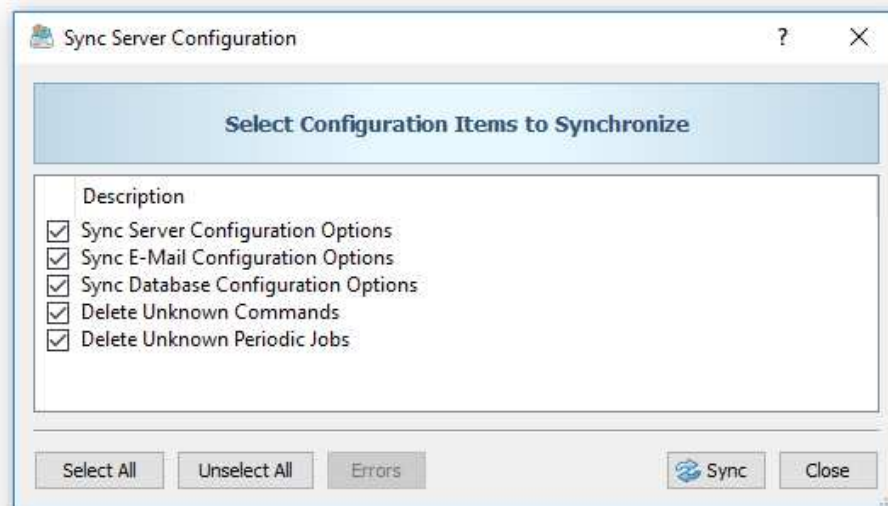 Sync Server Configuration ?
Select Configuration Items to Synchronize
Description
Sync Server Configuration Options
Sync E-Mail Configuration Options
Sync Database Configuration Options
Delete Unknown Commands
Delete Unknown Periodic Jobs
Select All Unselect All Errors Sync Close